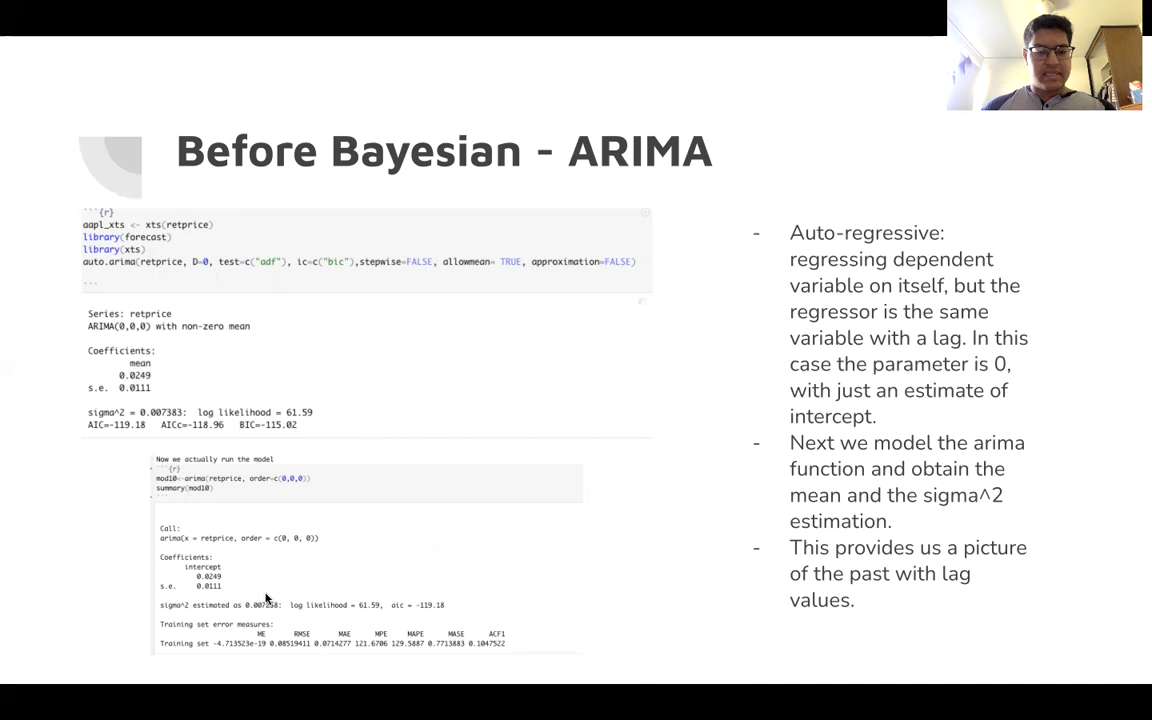 Before Bayesian - ARIMA
```{r}
aapl_xts <- xts(retprice)
library(forecast)
library(xts)
auto.arima(retprice, D=0, test=c("adf"), ic=c("bic"),stepwise=FALSE, allowmean= TRUE, approximation=FALSE)
```
Series: retprice
ARIMA(0,0,0) with non-zero mean
Coefficients:
mean
0.0249
s.e. 0.0111
sigma^2 = 0.007383: log likelihood = 61.59
AIC=-119.18 AICc=-118.96 BIC=-115.02
Now we actually run the model
```{r}
mod10<-arima(retprice, order=c(0,0,0))
summary(mod10)
```
Call:
arima(x = retprice, order = c(0, 0, 0))
Coefficients:
intercept
0.0249
s.e. 0.0111
sigma^2 estimated as log likelihood = 61.59, aic = -119.18
Training set error measures:
ME RMSE MAE MPE MAPE MASE ACF1
Training set -4.713523e-19 0.08519411 0.0714277 121.6706 129.5887 0.7713883 0.1047522
- Auto-regressive:
regressing dependent
variable on itself, but the
regressor is the same
variable with a lag. In this
case the parameter is 0,
with just an estimate of
intercept.
- Next we model the arima
function and obtain the
mean and the sigma^2
estimation.
- This provides us a picture
of the past with lag
values.